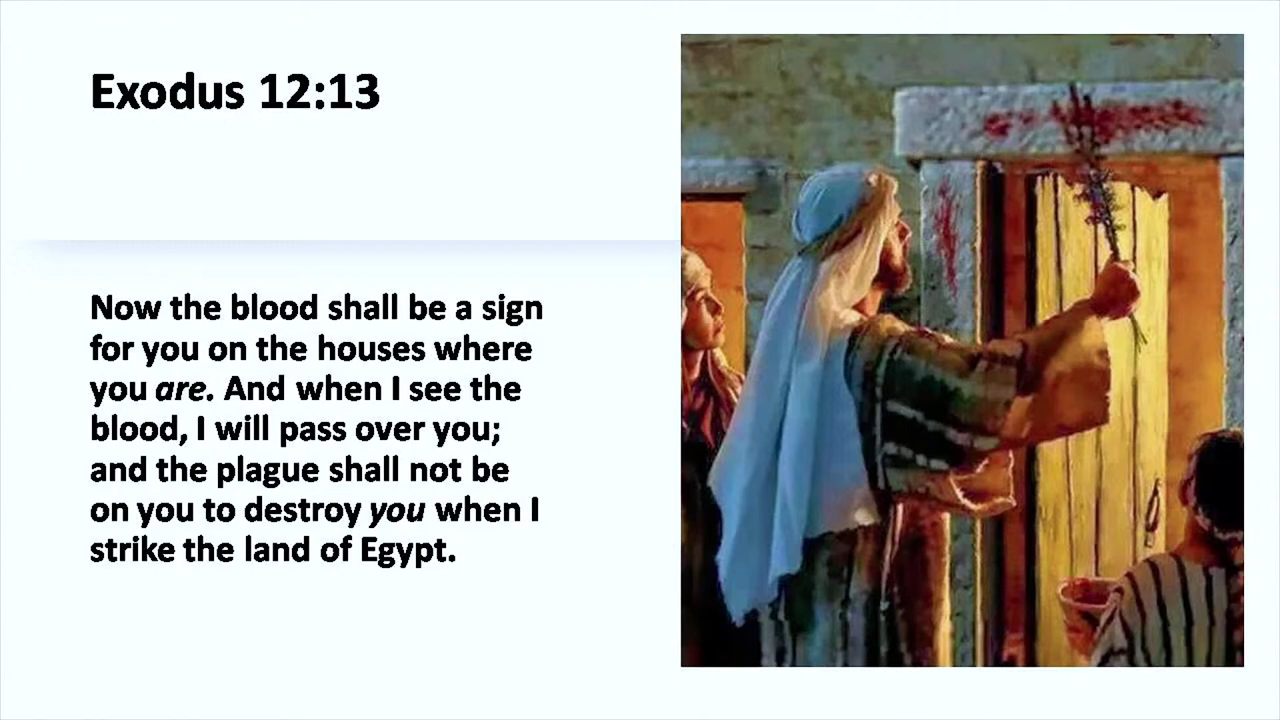 Exodus 12:13
Now the blood shall be a sign
for you on the houses where
you are. And when I see the
blood, I will pass over you;
and the plague shall not be
on you to destroy you when I
strike the land of Egypt.